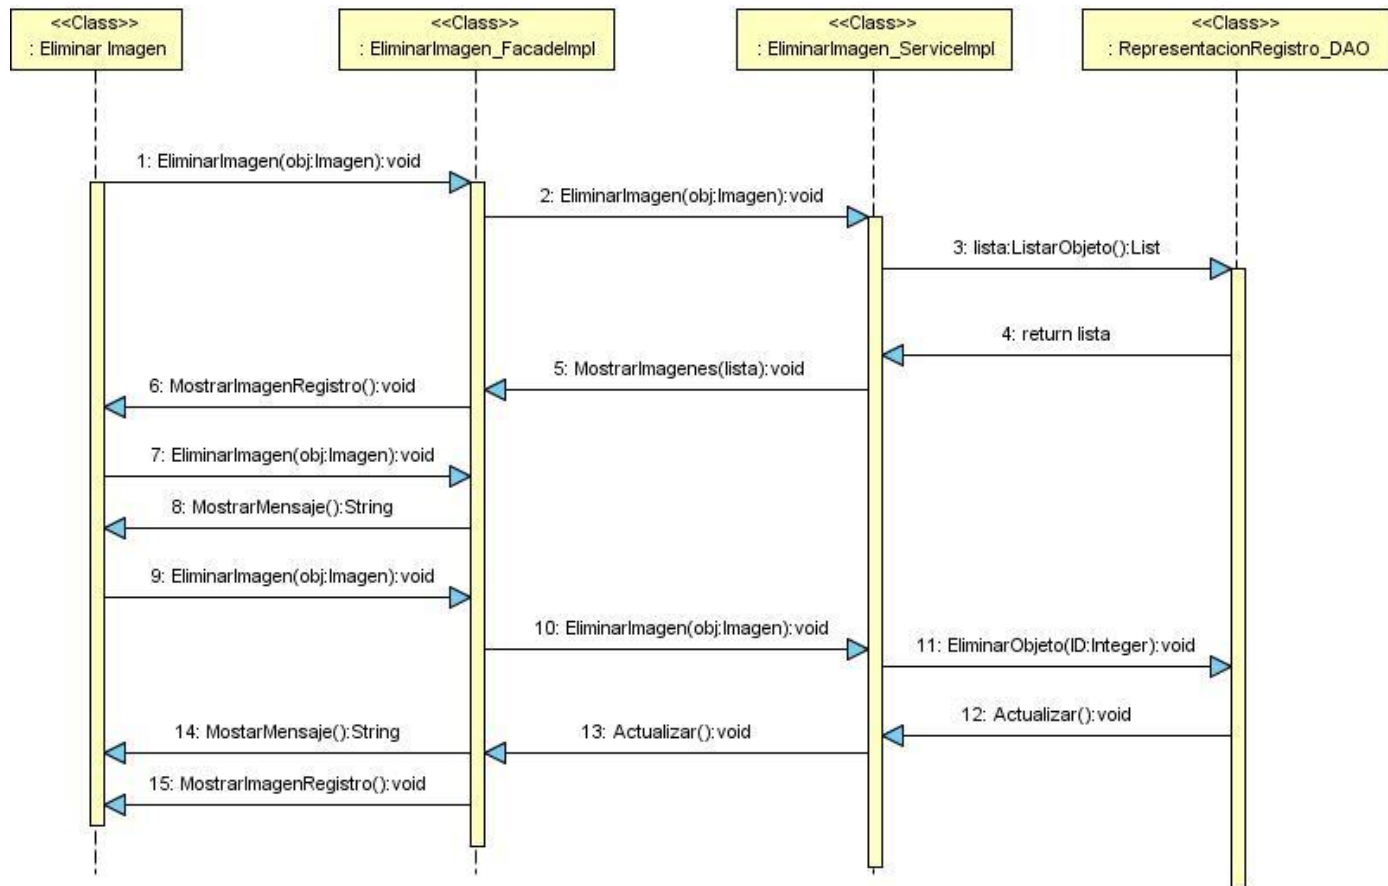 <<Class>>
: Eliminar Imagen
<<Class>>
: EliminarImagen_FacadeImpl
<<Class>>
: EliminarImagen_ServiceImpl
<<Class>>
: RepresentacionRegistro_DAO
1: EliminarImagen(obj:Imagen):void
2: EliminarImagen(obj:Imagen):void
3: lista:ListarObjeto():List
4: return lista
5: MostrarImagenes(lista):void
6: MostrarImagenRegistro():void
7: EliminarImagen(obj:Imagen):void
8: MostrarMensaje():String
9: EliminarImagen(obj:Imagen):void
10: EliminarImagen(obj:Imagen):void
11: EliminarObjeto(ID:Integer):void
12: Actualizar():void
13: Actualizar():void
14: MostarMensaje():String
15: MostrarImagenRegistro():void